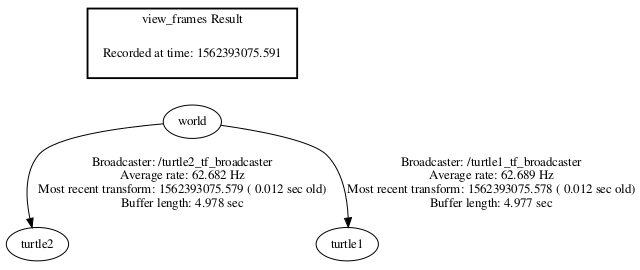 view_frames Result
Recorded at time: 1562393075.591
world
Broadcaster: /turtle2_tf_broadcaster
Average rate: 62.682 Hz
Most recent transform: 1562393075.579 ( 0.012 sec old)
Buffer length: 4.978 sec
Broadcaster: /turtle1_tf_broadcaster
Average rate: 62.689 Hz
Most recent transform: 1562393075.578 ( 0.012 sec old)
Buffer length: 4.977 sec
turtle2
turtle1